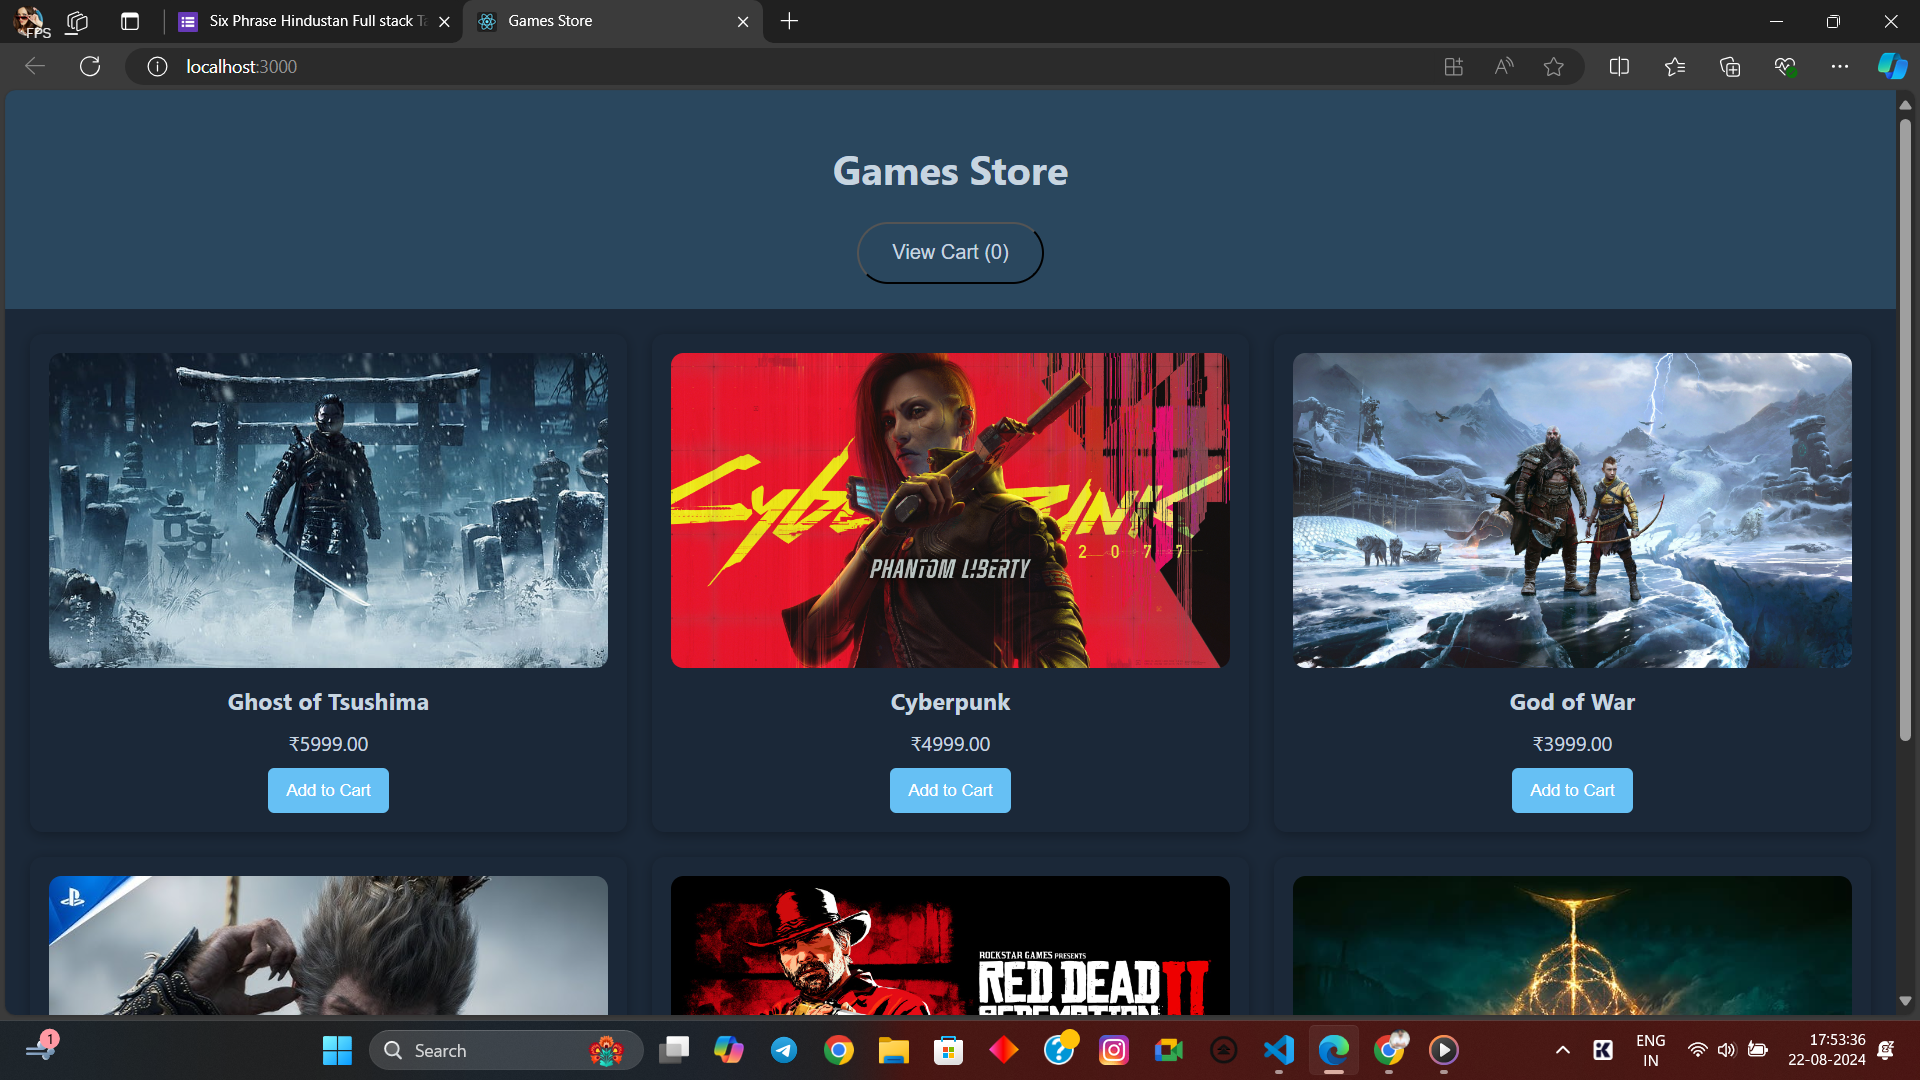 FPS
Six Phrase Hindustan Full stack Ta
Games Store
localhost:3000
Games Store
View Cart (0)
Cyberpunk
2077
PHANTOM LIBERTY
Ghost of Tsushima
₹5999.00
Add to Cart
Cyberpunk
₹4999.00
Add to Cart
God of War
₹3999.00
Add to Cart
ROCKSTAR GAMES PRESENTS
RED DEAD
REDEMPTION II
1
Search
ENG
IN
17:53:36
22-08-2024